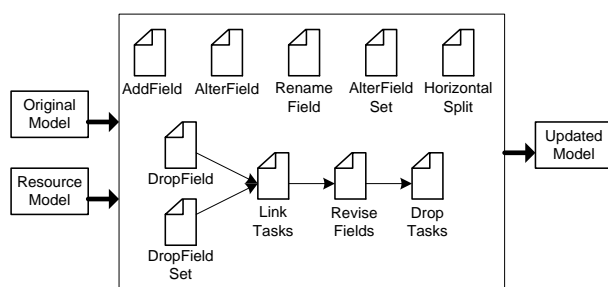 AddField
AlterField
Rename
Field
AlterField
Set
Horizontal
Split
Original
Model
Resource
Model
DropField
DropField
Set
Link
Tasks
Revise
Fields
Drop
Tasks
Updated
Model